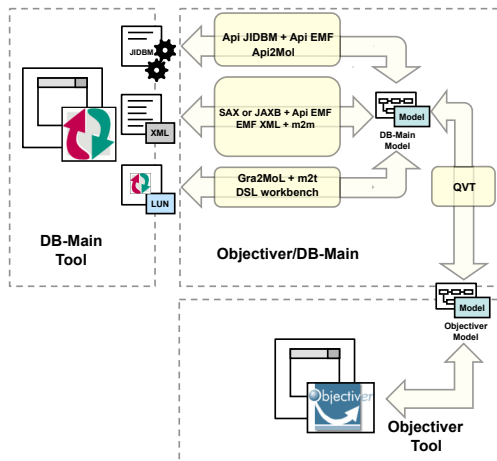 JIDBM
Api JIDBM + Api EMF
Api2Mol
XML
SAX or JAXB + Api EMF
EMF XML + m2m
Model
DB-Main
Model
LUN
Gra2MoL + m2t
DSL workbench
QVT
DB-Main
Tool
Objectiver/DB-Main
Model
Objectiver
Model
Objectiver
Objectiver
Tool